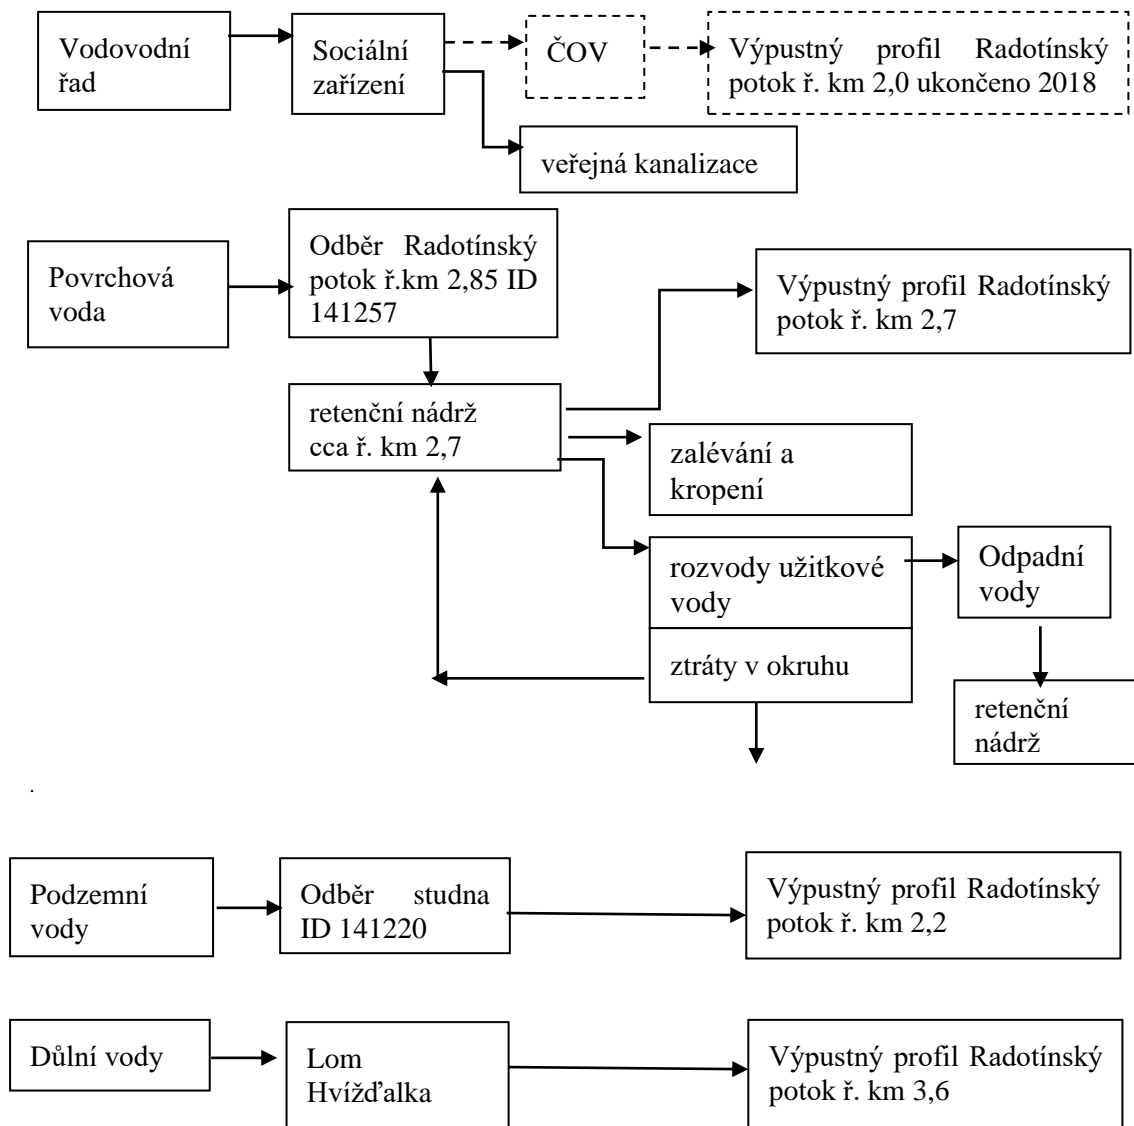 Vodovodní
řad
Sociální
zařízení
ČOV
Výpustný profil Radotínský
potok ř. km 2,0 ukončeno 2018
veřejná kanalizace
Povrchová
voda
Odběr Radotínský
potok ř.km 2,85 ID
141257
Výpustný profil Radotínský
potok ř. km 2,7
retenční nádrž
cca ř. km 2,7
zalévání a
kropení
rozvody užitkové
vody
Odpadní
vody
ztráty v okruhu
retenční
nádrž
.
Podzemní
vody
Odběr studna
ID 141220
Výpustný profil Radotínský
potok ř. km 2,2
Důlní vody
Lom
Hvížďalka
Výpustný profil Radotínský
potok ř. km 3,6